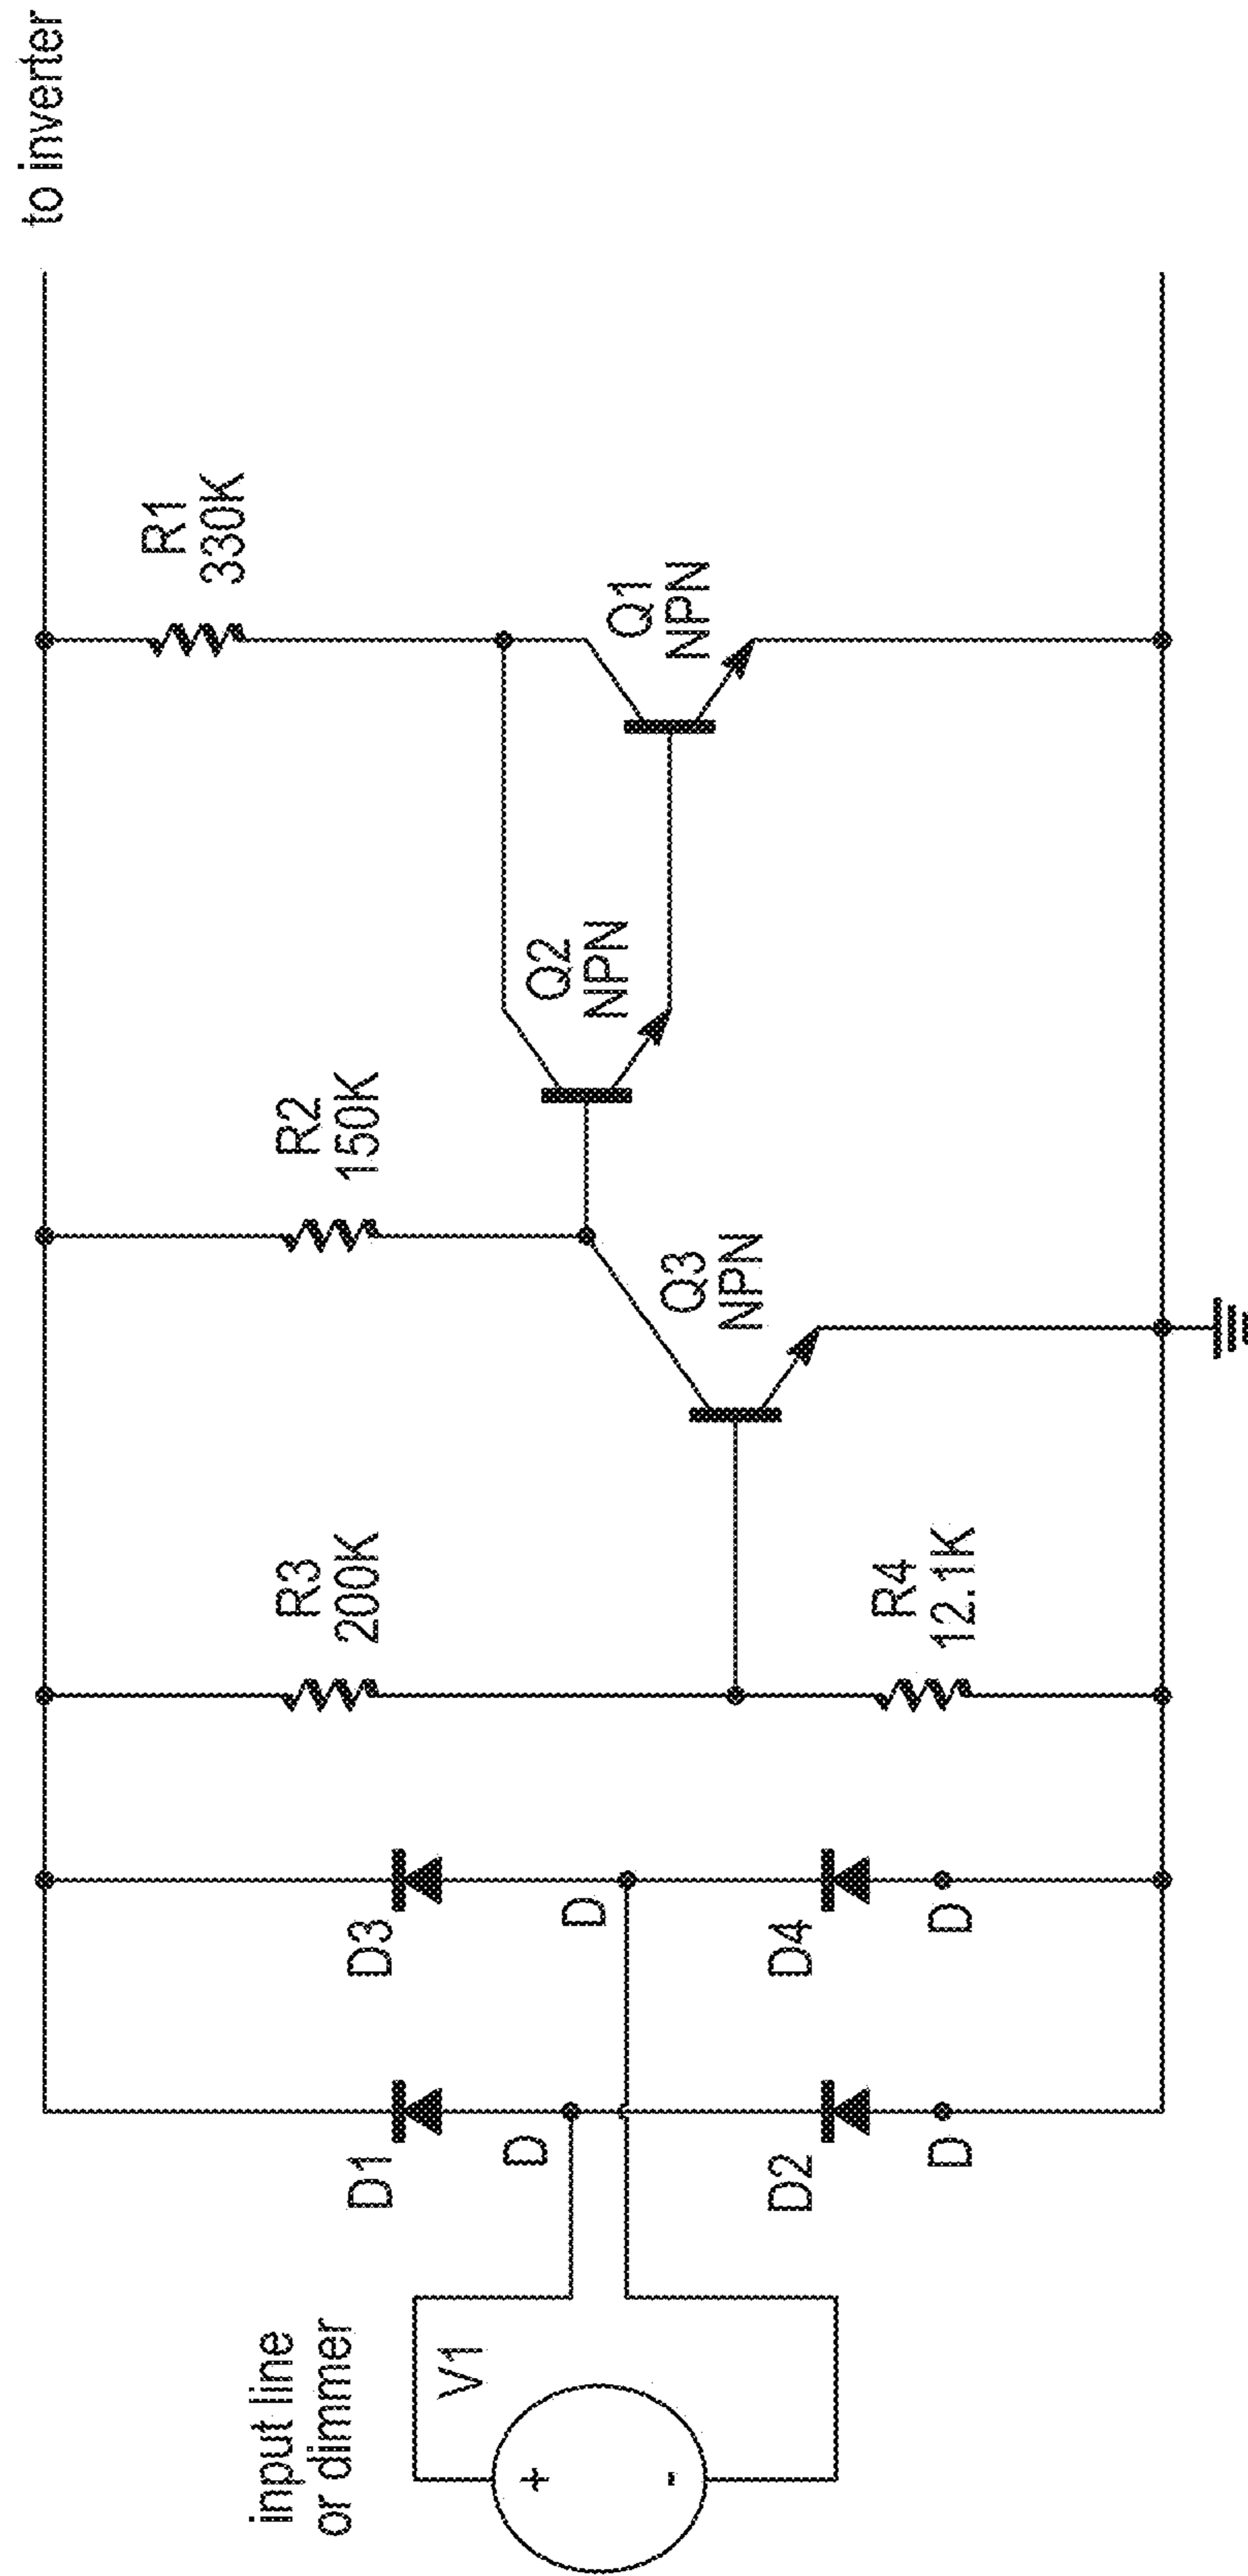 input line
or dimmer
V1
+
-
D1
D
D2
D
D3
D
D4
D
R3
200K
R4
12.1K
Q3
NPN
R2
150K
Q2
NPN
R1
330K
Q1
NPN
to inverter